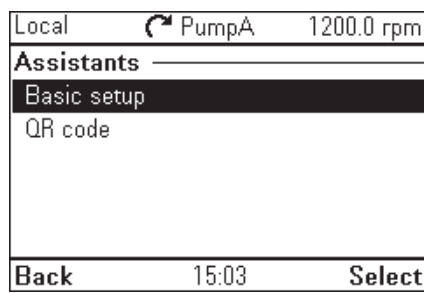 Local PumpA 1200.0 rpm
Assistants
Basic setup
QR code
Back 15:03 Select